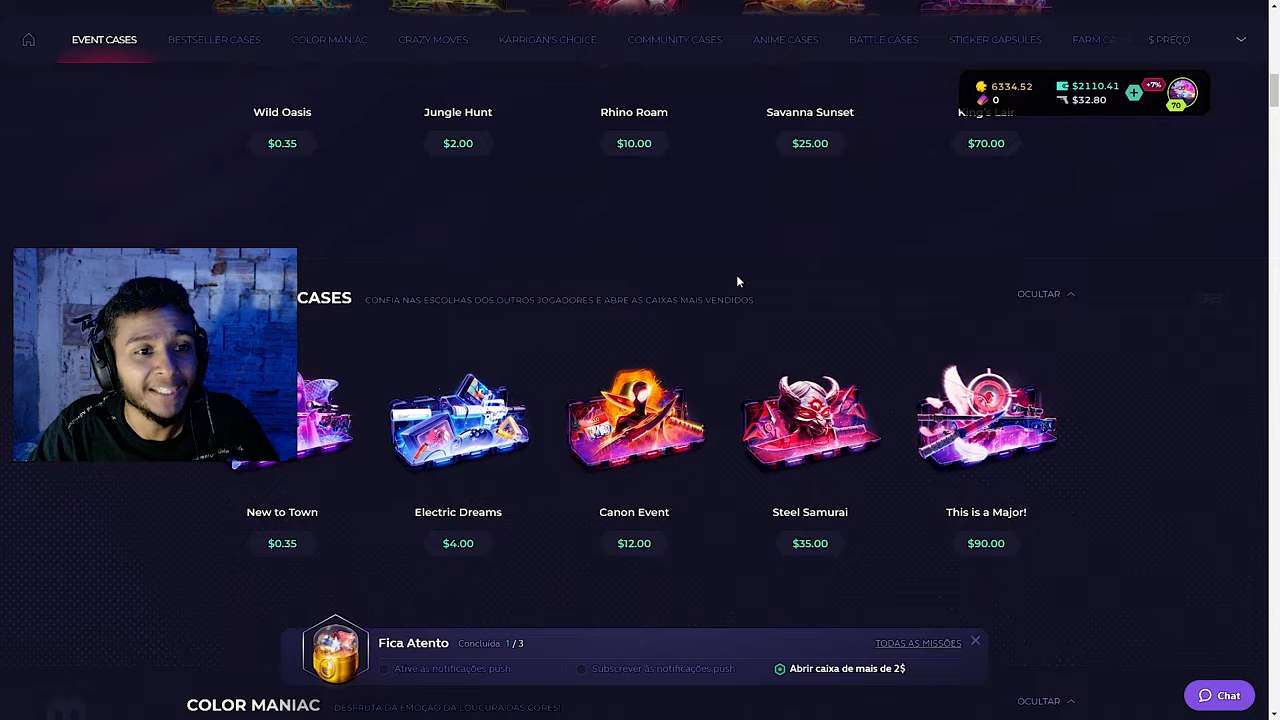 EVENT CASES
BESTSELLER CASES
COLOR MANIAC
CRAZY MOVES
KARRIGAN'S CHOICE
COMMUNITY CASES
ANIME CASES
BATTLE CASES
STICKER CAPSULES
FARM CA
$ PREÇO
6334.52
$2110.41
+7%
0
$32.80
70
Wild Oasis
Jungle Hunt
Rhino Roam
Savanna Sunset
King's Lair
$0.35
$2.00
$10.00
$25.00
$70.00
CASES
CONFIA NAS ESCOLHAS DOS OUTROS JOGADORES E ABRE AS CAIXAS MAIS VENDIDOS
OCULTAR
New to Town
Electric Dreams
Canon Event
Steel Samurai
This is a Major!
$0.35
$4.00
$12.00
$35.00
$90.00
Fica Atento
Concluída: 1 / 3
TODAS AS MISSÕES
Ative as notificações push
Subscrever às notificações push
Abrir caixa de mais de 2$
COLOR MANIAC
DESFRUTA DA EMOÇÃO DA LOUCURA DAS CORES!
OCULTAR
Chat